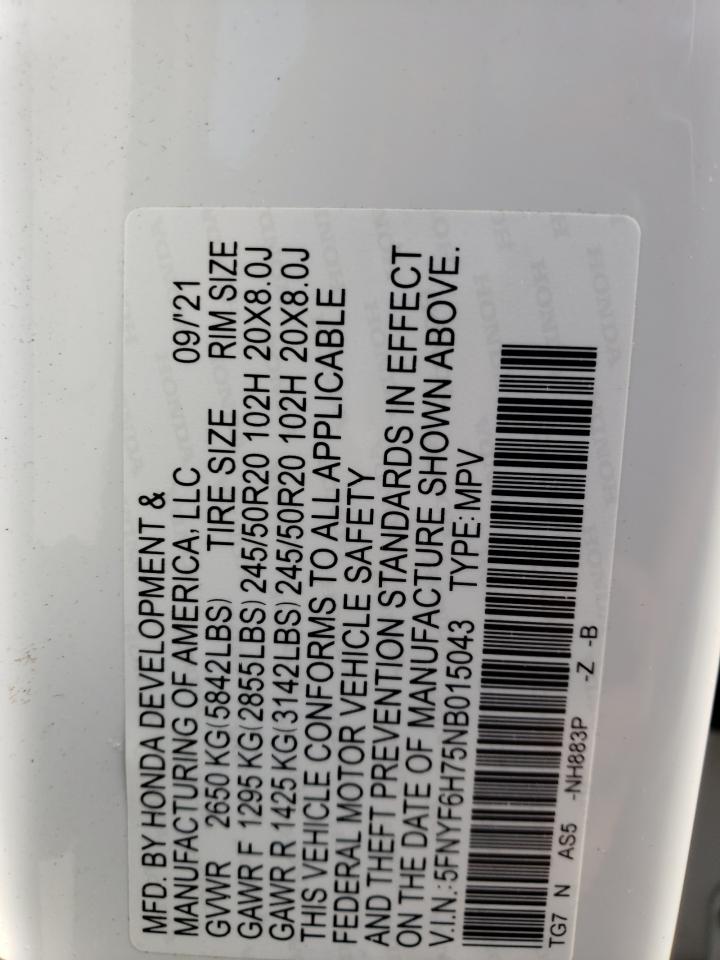 MFD. BY HONDA DEVELOPMENT &
MANUFACTURING OF AMERICA, LLC 09/'21
GVWR 2650 KG(5842LBS) TIRE SIZE RIM SIZE
GAWR F 1295 KG(2855LBS) 245/50R20 102H 20X8.0J
GAWR R 1425 KG(3142LBS) 245/50R20 102H 20X8.0J
THIS VEHICLE CONFORMS TO ALL APPLICABLE
FEDERAL MOTOR VEHICLE SAFETY
AND THEFT PREVENTION STANDARDS IN EFFECT
ON THE DATE OF MANUFACTURE SHOWN ABOVE.
V.I.N.:5FNYF6H75NB015043 TYPE:MPV
TG7 N AS5 -NH883P -Z -B